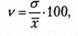 v = σ / x̄ · 100,